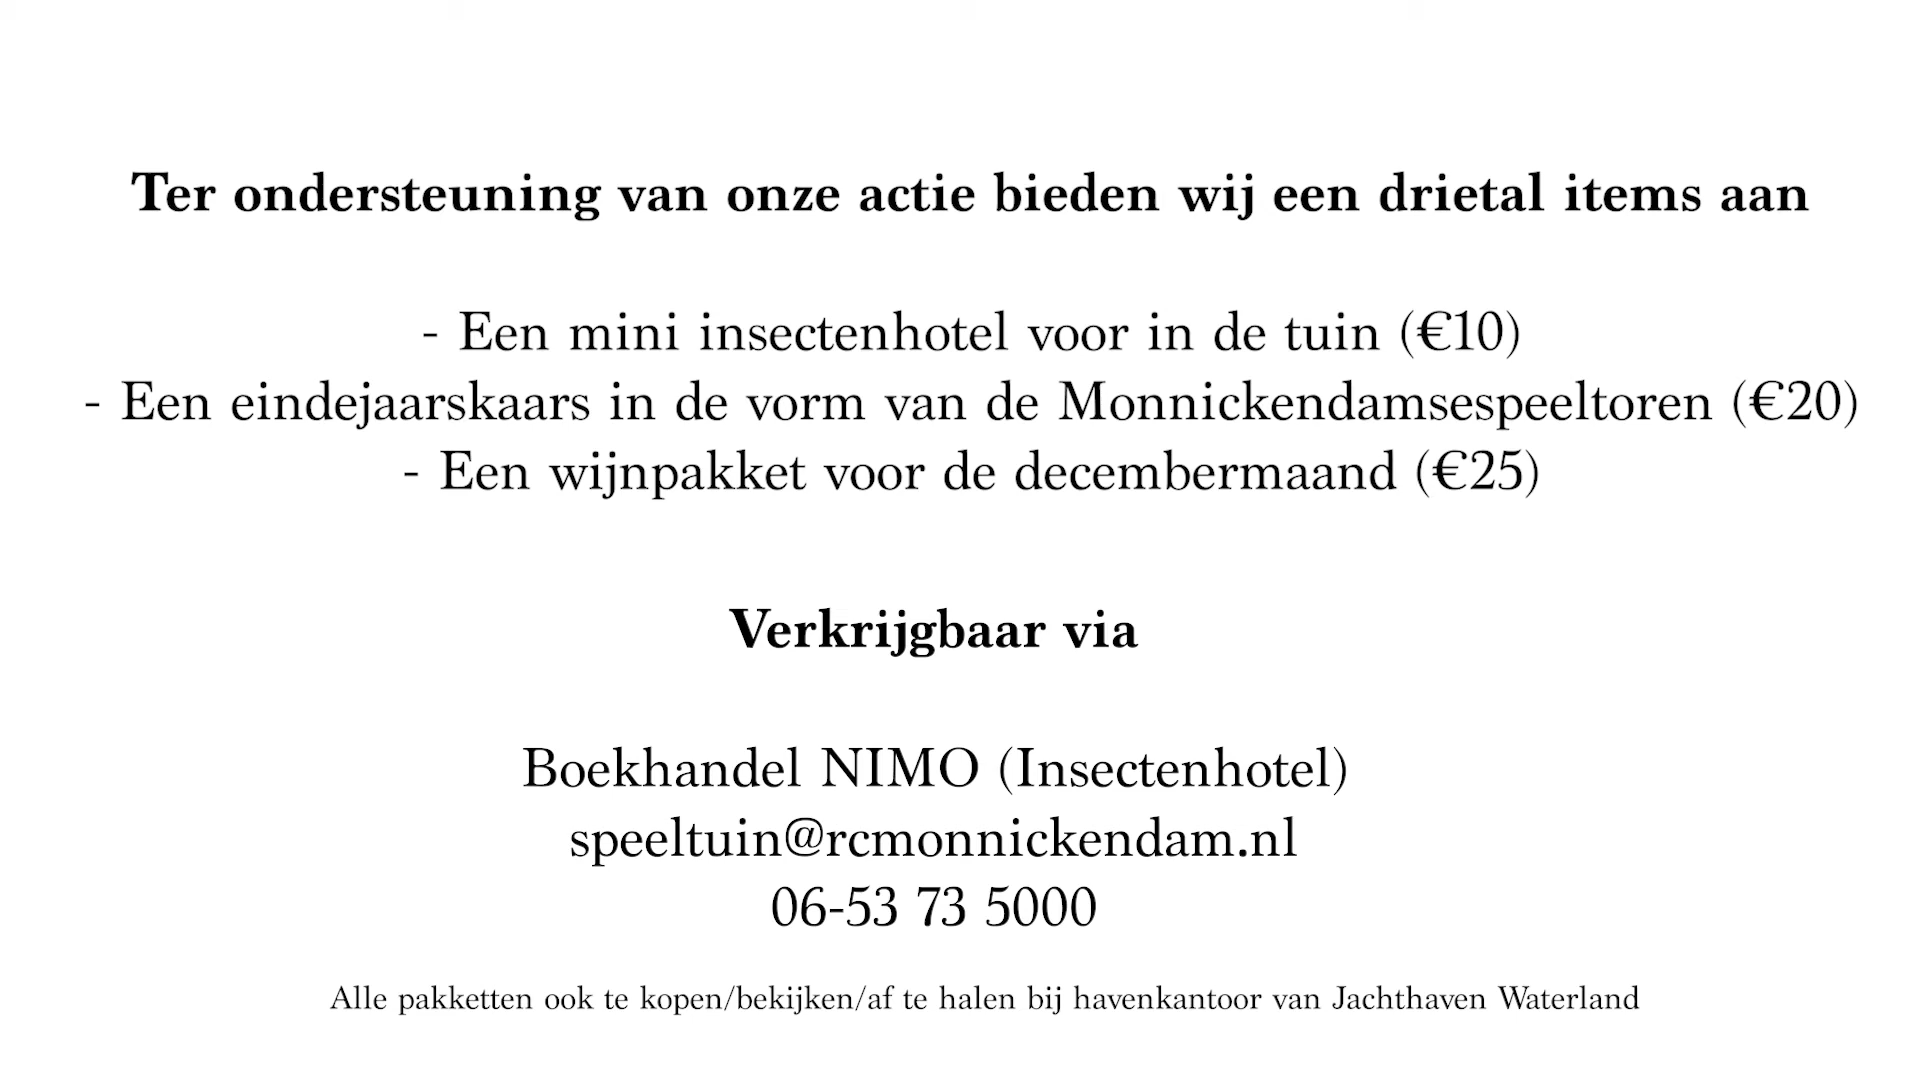 Ter ondersteuning van onze actie bieden wij een drietal items aan
- Een mini insectenhotel voor in de tuin (€10)
- Een eindejaarskaars in de vorm van de Monnickendamsespeeltoren (€20)
- Een wijnpakket voor de decembermaand (€25)
Verkrijgbaar via
Boekhandel NIMO (Insectenhotel)
speeltuin@rcmonnickendam.nl
06-53 73 5000
Alle pakketten ook te kopen/bekijken/af te halen bij havenkantoor van Jachthaven Waterland